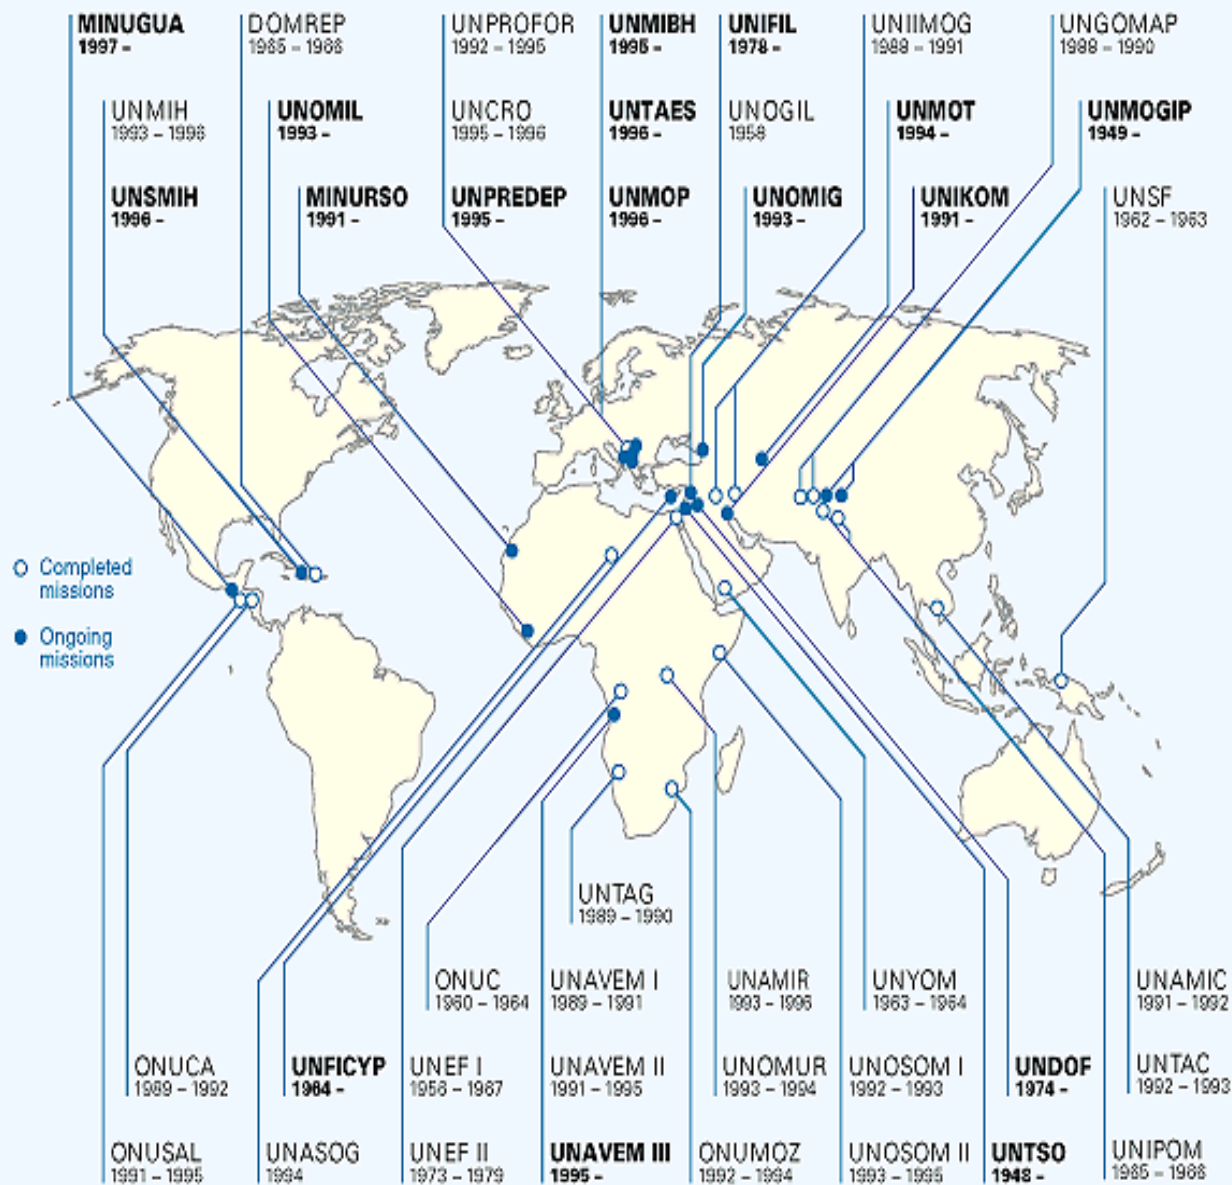 MINUGUA
1997 –
DOMREP
1965 – 1966
UNPROFOR
1992 – 1995
UNMIBH
1995 –
UNIFIL
1978 –
UNIIMOG
1988 – 1991
UNGOMAP
1988 – 1990
UNMIH
1993 – 1996
UNOMIL
1993 –
UNCRO
1995 – 1996
UNTAES
1996 –
UNOGIL
1958
UNMOT
1994 –
UNMOGIP
1949 –
UNSMIH
1996 –
MINURSO
1991 –
UNPREDEP
1995 –
UNMOP
1996 –
UNOMIG
1993 –
UNIKOM
1991 –
UNSF
1962 – 1963
Completed
missions
Ongoing
missions
UNTAG
1989 – 1990
ONUC
1960 – 1964
UNAVEM I
1989 – 1991
UNAMIR
1993 – 1996
UNYOM
1963 – 1964
UNAMIC
1991 – 1992
ONUCA
1989 – 1992
UNFICYP
1964 –
UNEF I
1956 – 1967
UNAVEM II
1991 – 1995
UNOMUR
1993 – 1994
UNOSOM I
1992 – 1993
UNDOF
1974 –
UNTAC
1992 – 1993
ONUSAL
1991 – 1995
UNASOG
1994
UNEF II
1973 – 1979
UNAVEM III
1995 –
ONUMOZ
1992 – 1994
UNOSOM II
1993 – 1995
UNTSO
1948 –
UNIPOM
1965 – 1966